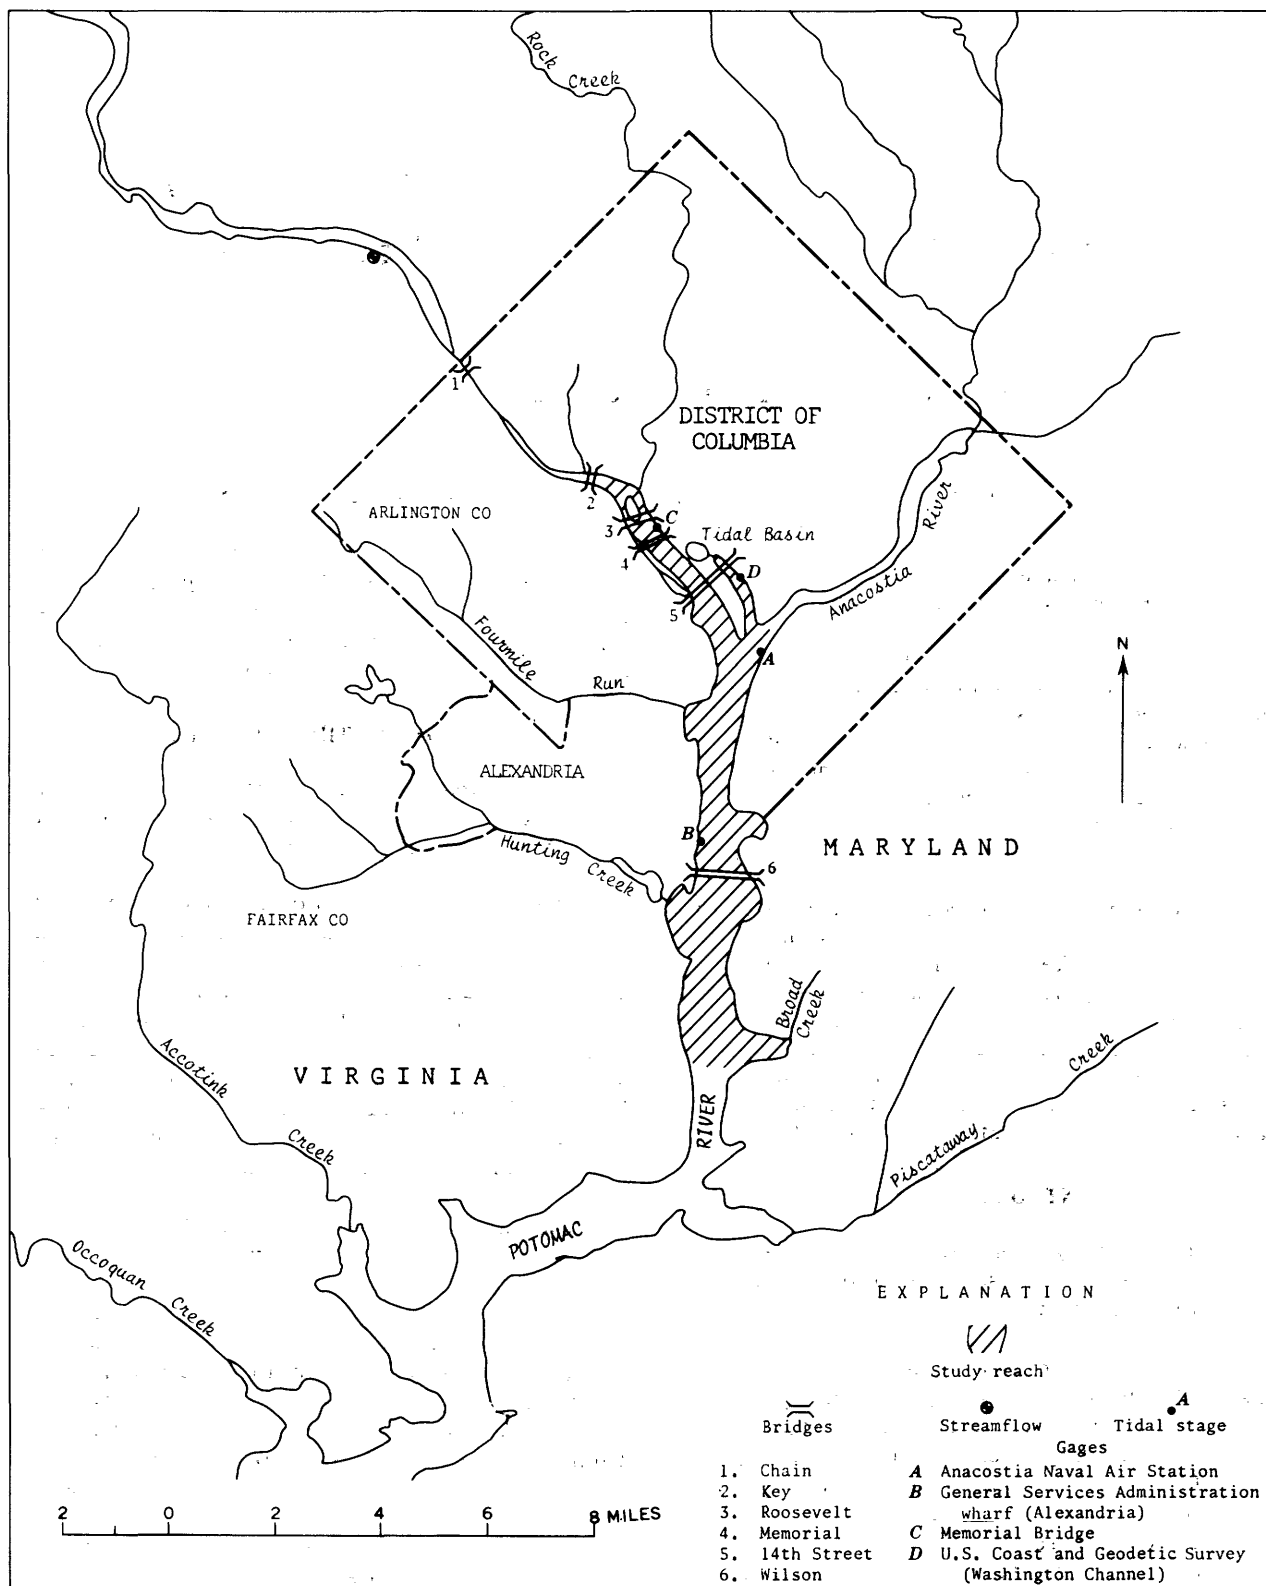 Rock
Creek
1
DISTRICT OF
COLUMBIA
2
ARLINGTON CO
3
C
Tidal Basin
4
D
5
River
Anacostia
A
N
Fourmile
Run
ALEXANDRIA
B
MARYLAND
6
Hunting
Creek
FAIRFAX CO
Broad
Creek
Accotink
Creek
VIRGINIA
RIVER
Creek
Piscataway
POTOMAC
Occoquan
Creek
EXPLANATION
Study reach
A
Bridges
Streamflow
Tidal stage
Gages
1. Chain
2. Key
3. Roosevelt
4. Memorial
5. 14th Street
6. Wilson
A Anacostia Naval Air Station
B General Services Administration
wharf (Alexandria)
C Memorial Bridge
D U.S. Coast and Geodetic Survey
(Washington Channel)
2 0 2 4 6 8 MILES